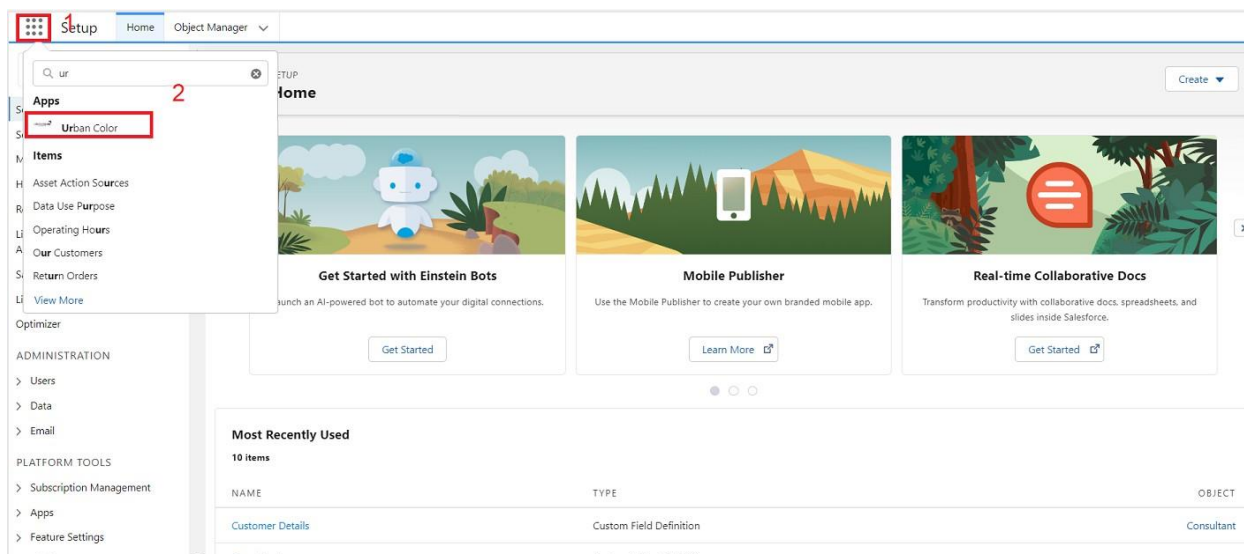 1
Setup Home Object Manager
ur
2
Apps
Urban Color
Items
Asset Action Sources
Data Use Purpose
Operating Hours
Our Customers
Return Orders
View More
ETUP
Home
Create
Optimizer
ADMINISTRATION
Users
Data
Email
PLATFORM TOOLS
Subscription Management
Apps
Feature Settings
Get Started with Einstein Bots
aunch an AI-powered bot to automate your digital connections.
Get Started
Mobile Publisher
Use the Mobile Publisher to create your own branded mobile app.
Learn More
Real-time Collaborative Docs
Transform productivity with collaborative docs, spreadsheets, and
slides inside Salesforce.
Get Started
Most Recently Used
10 items
NAME TYPE OBJECT
Customer Details Custom Field Definition Consultant